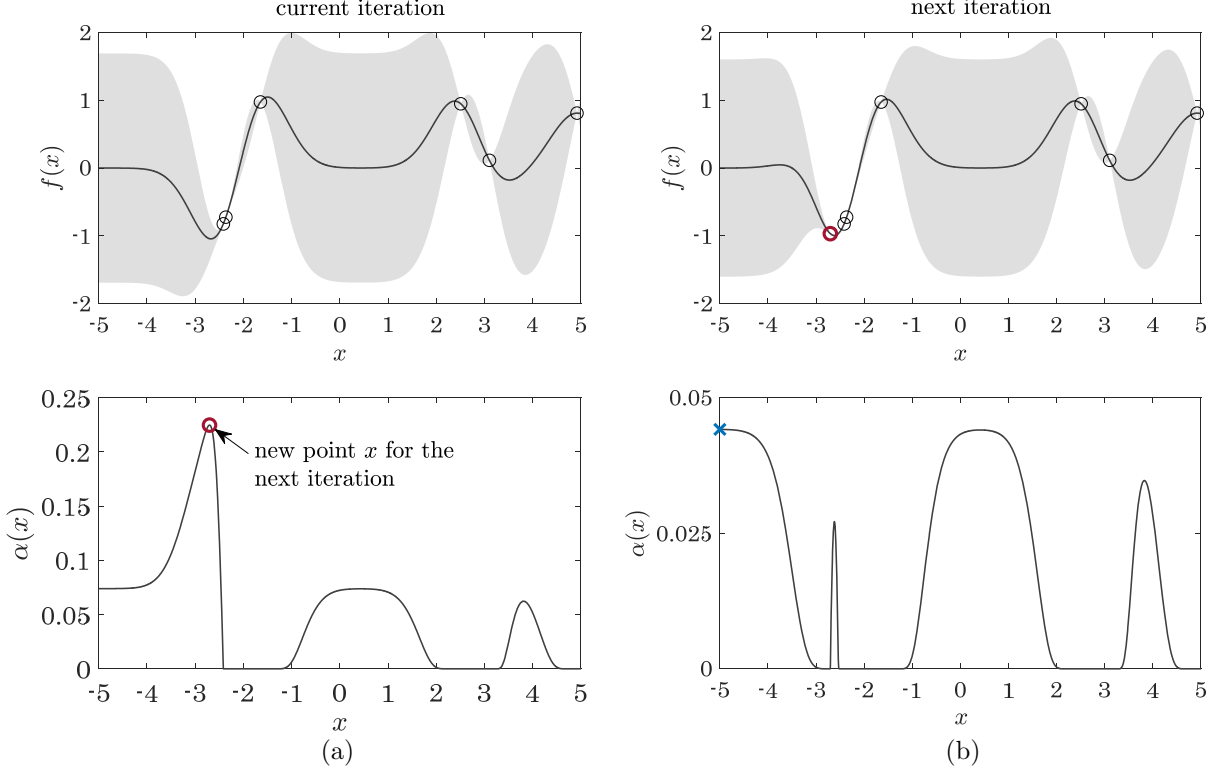 current iteration
2
1
0
-1
-2
f(x)
-5 -4 -3 -2 -1 0 1 2 3 4 5
x
next iteration
2
1
0
-1
-2
f(x)
-5 -4 -3 -2 -1 0 1 2 3 4 5
x
0.25
0.2
0.15
0.1
0.05
0
α(x)
new point x for the
next iteration
-5 -4 -3 -2 -1 0 1 2 3 4 5
x
(a)
0.05
0.025
0
α(x)
-5 -4 -3 -2 -1 0 1 2 3 4 5
x
(b)